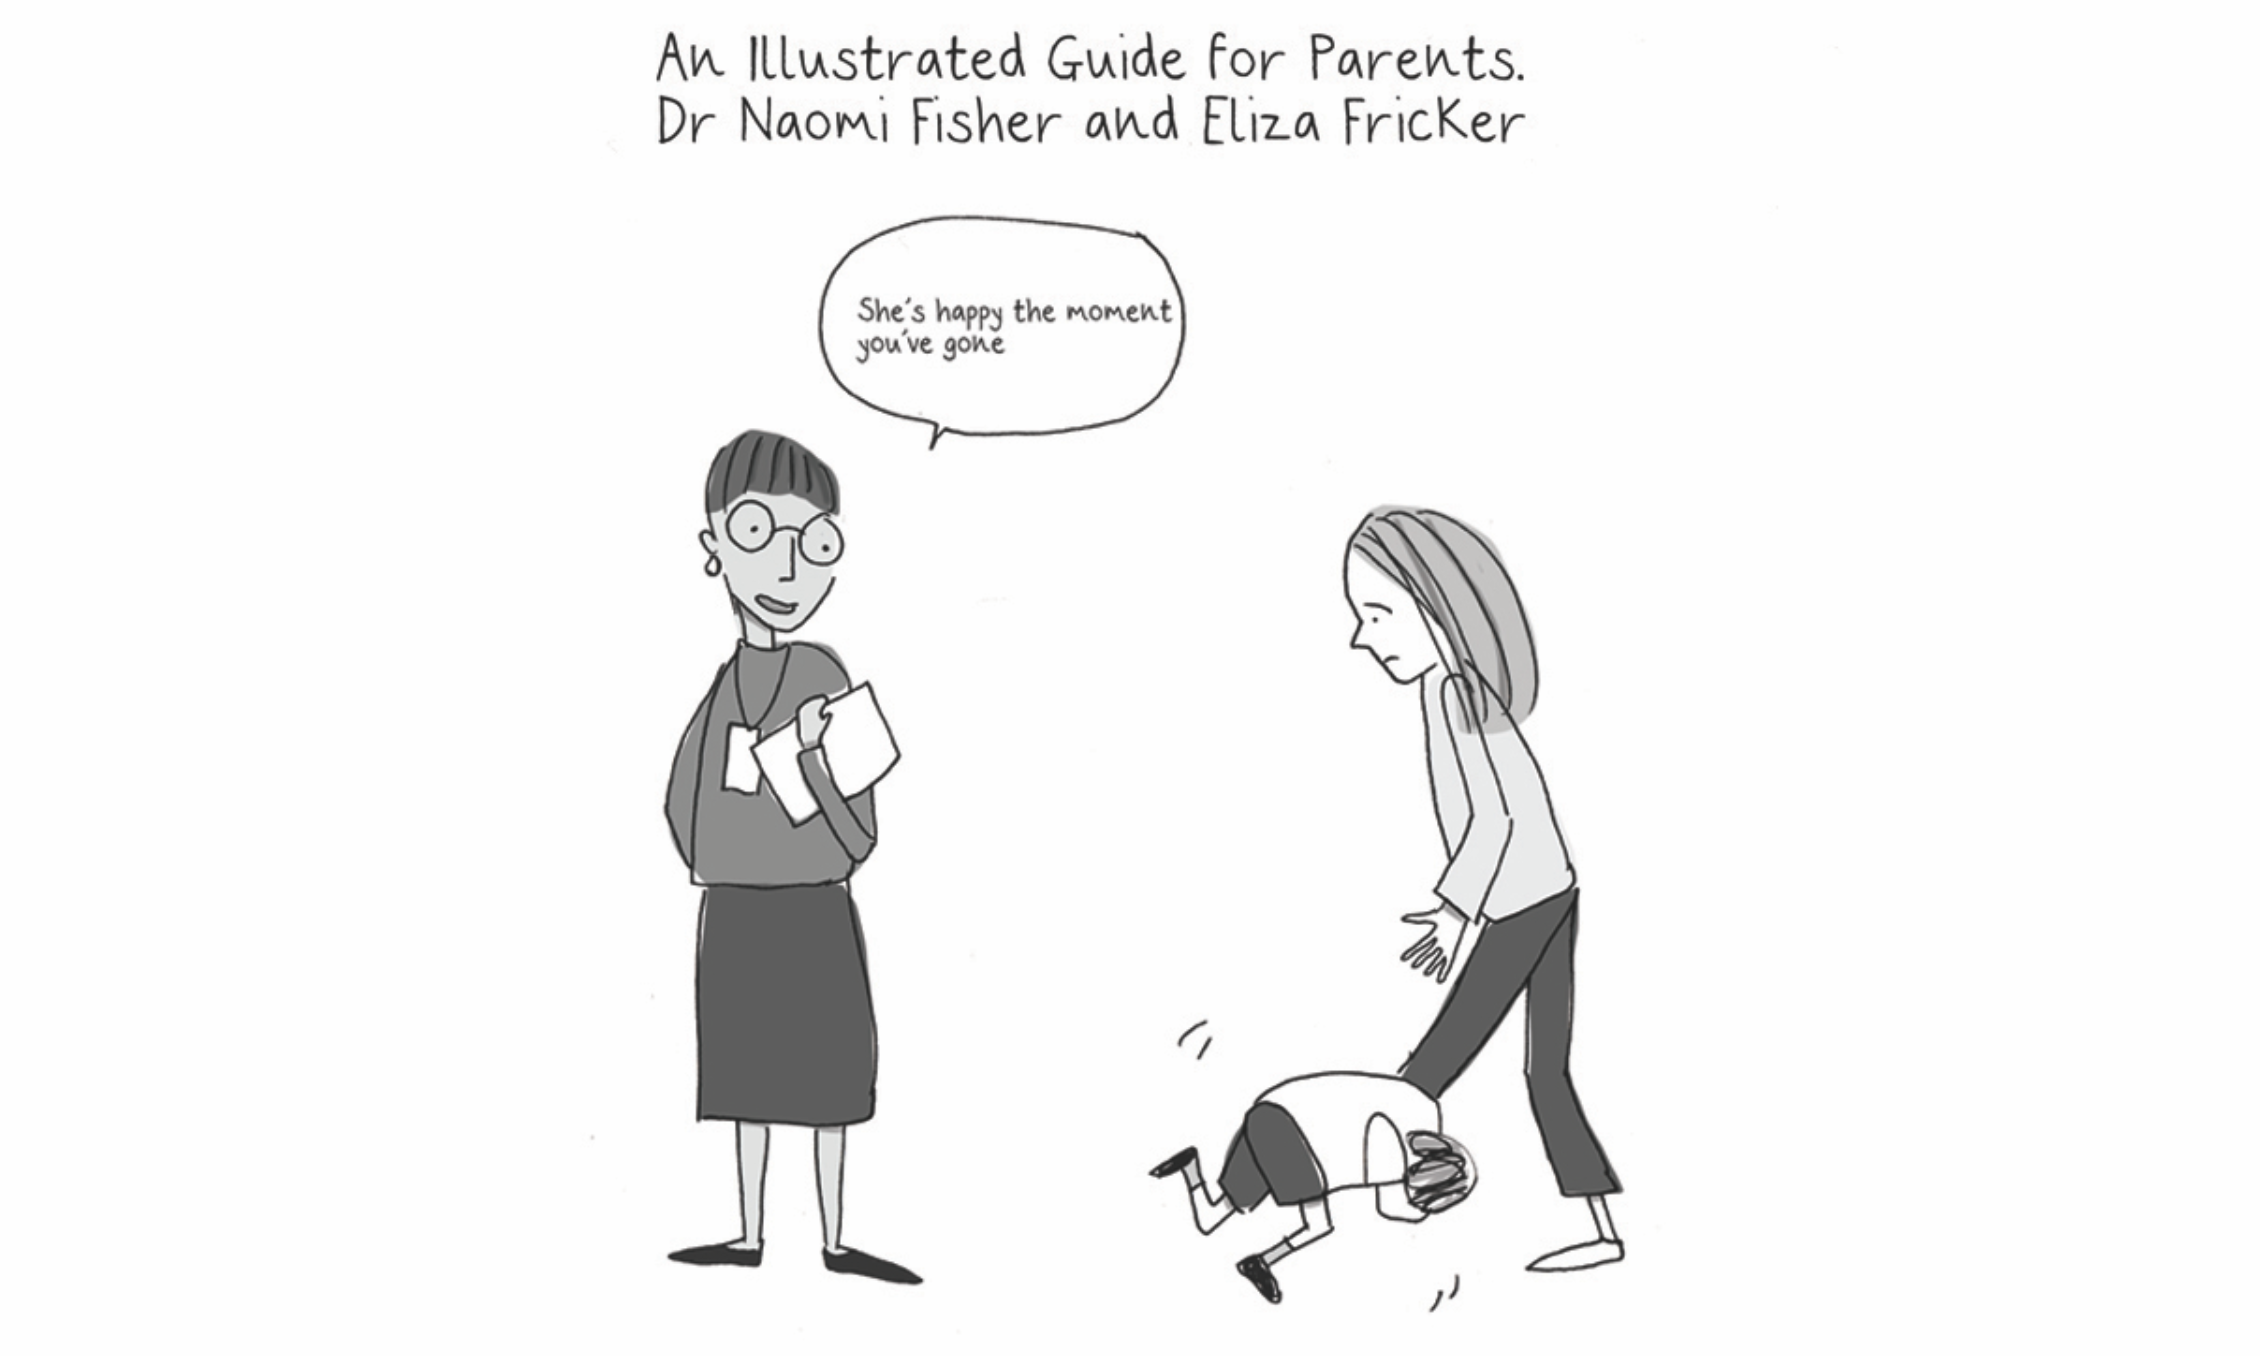 An Illustrated Guide for Parents.
Dr Naomi Fisher and Eliza Fricker
She's happy the moment
you've gone